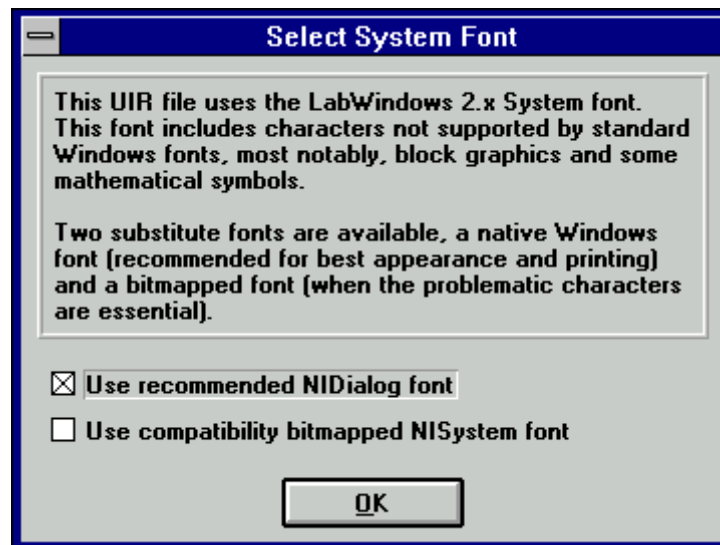 Select System Font
This UIR file uses the LabWindows 2.x System font.
This font includes characters not supported by standard
Windows fonts, most notably, block graphics and some
mathematical symbols.
Two substitute fonts are available, a native Windows
font (recommended for best appearance and printing)
and a bitmapped font (when the problematic characters
are essential).
Use recommended NIDialog font
Use compatibility bitmapped NISystem font
OK